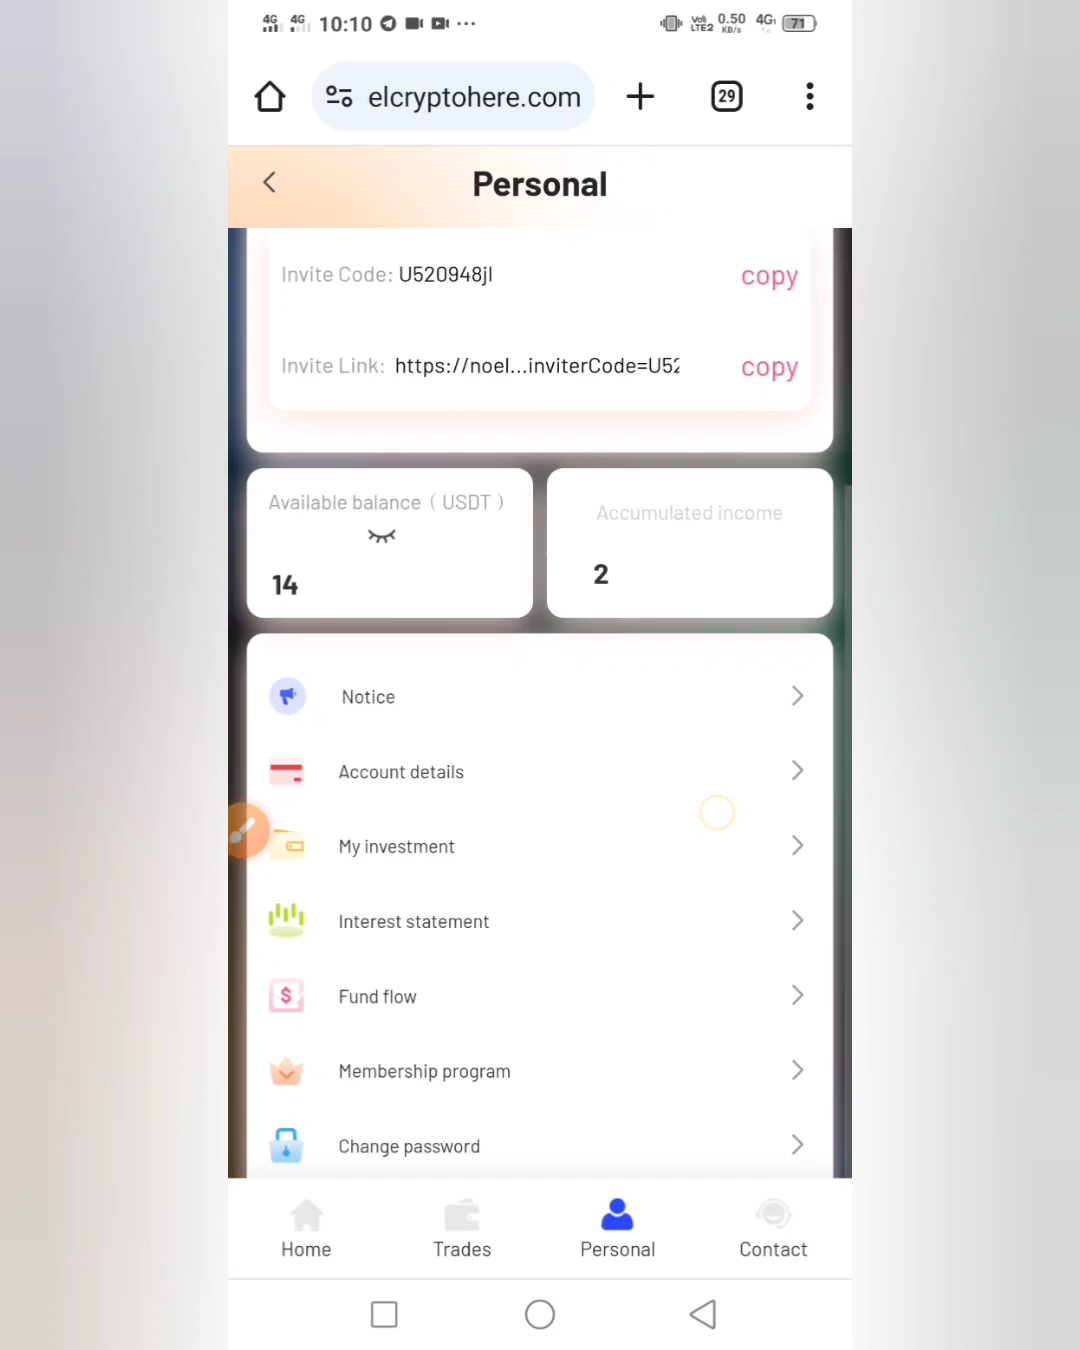 4G 4G 10:10 ··· Voll LTE2 0.50 KB/s 4G 71
elcryptohere.com 29
Personal
Invite Code: U520948jl copy
Invite Link: https://noel...inviterCode=U52 copy
Available balance（USDT） Accumulated income
14 2
Notice
Account details
My investment
Interest statement
Fund flow
Membership program
Change password
Home Trades Personal Contact